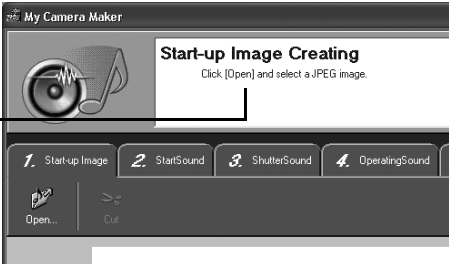 My Camera Maker
Start-up Image Creating
Click [Open] and select a JPEG image.
1. Start-up Image 2. StartSound 3. ShutterSound 4. OperatingSound
Open... Cut